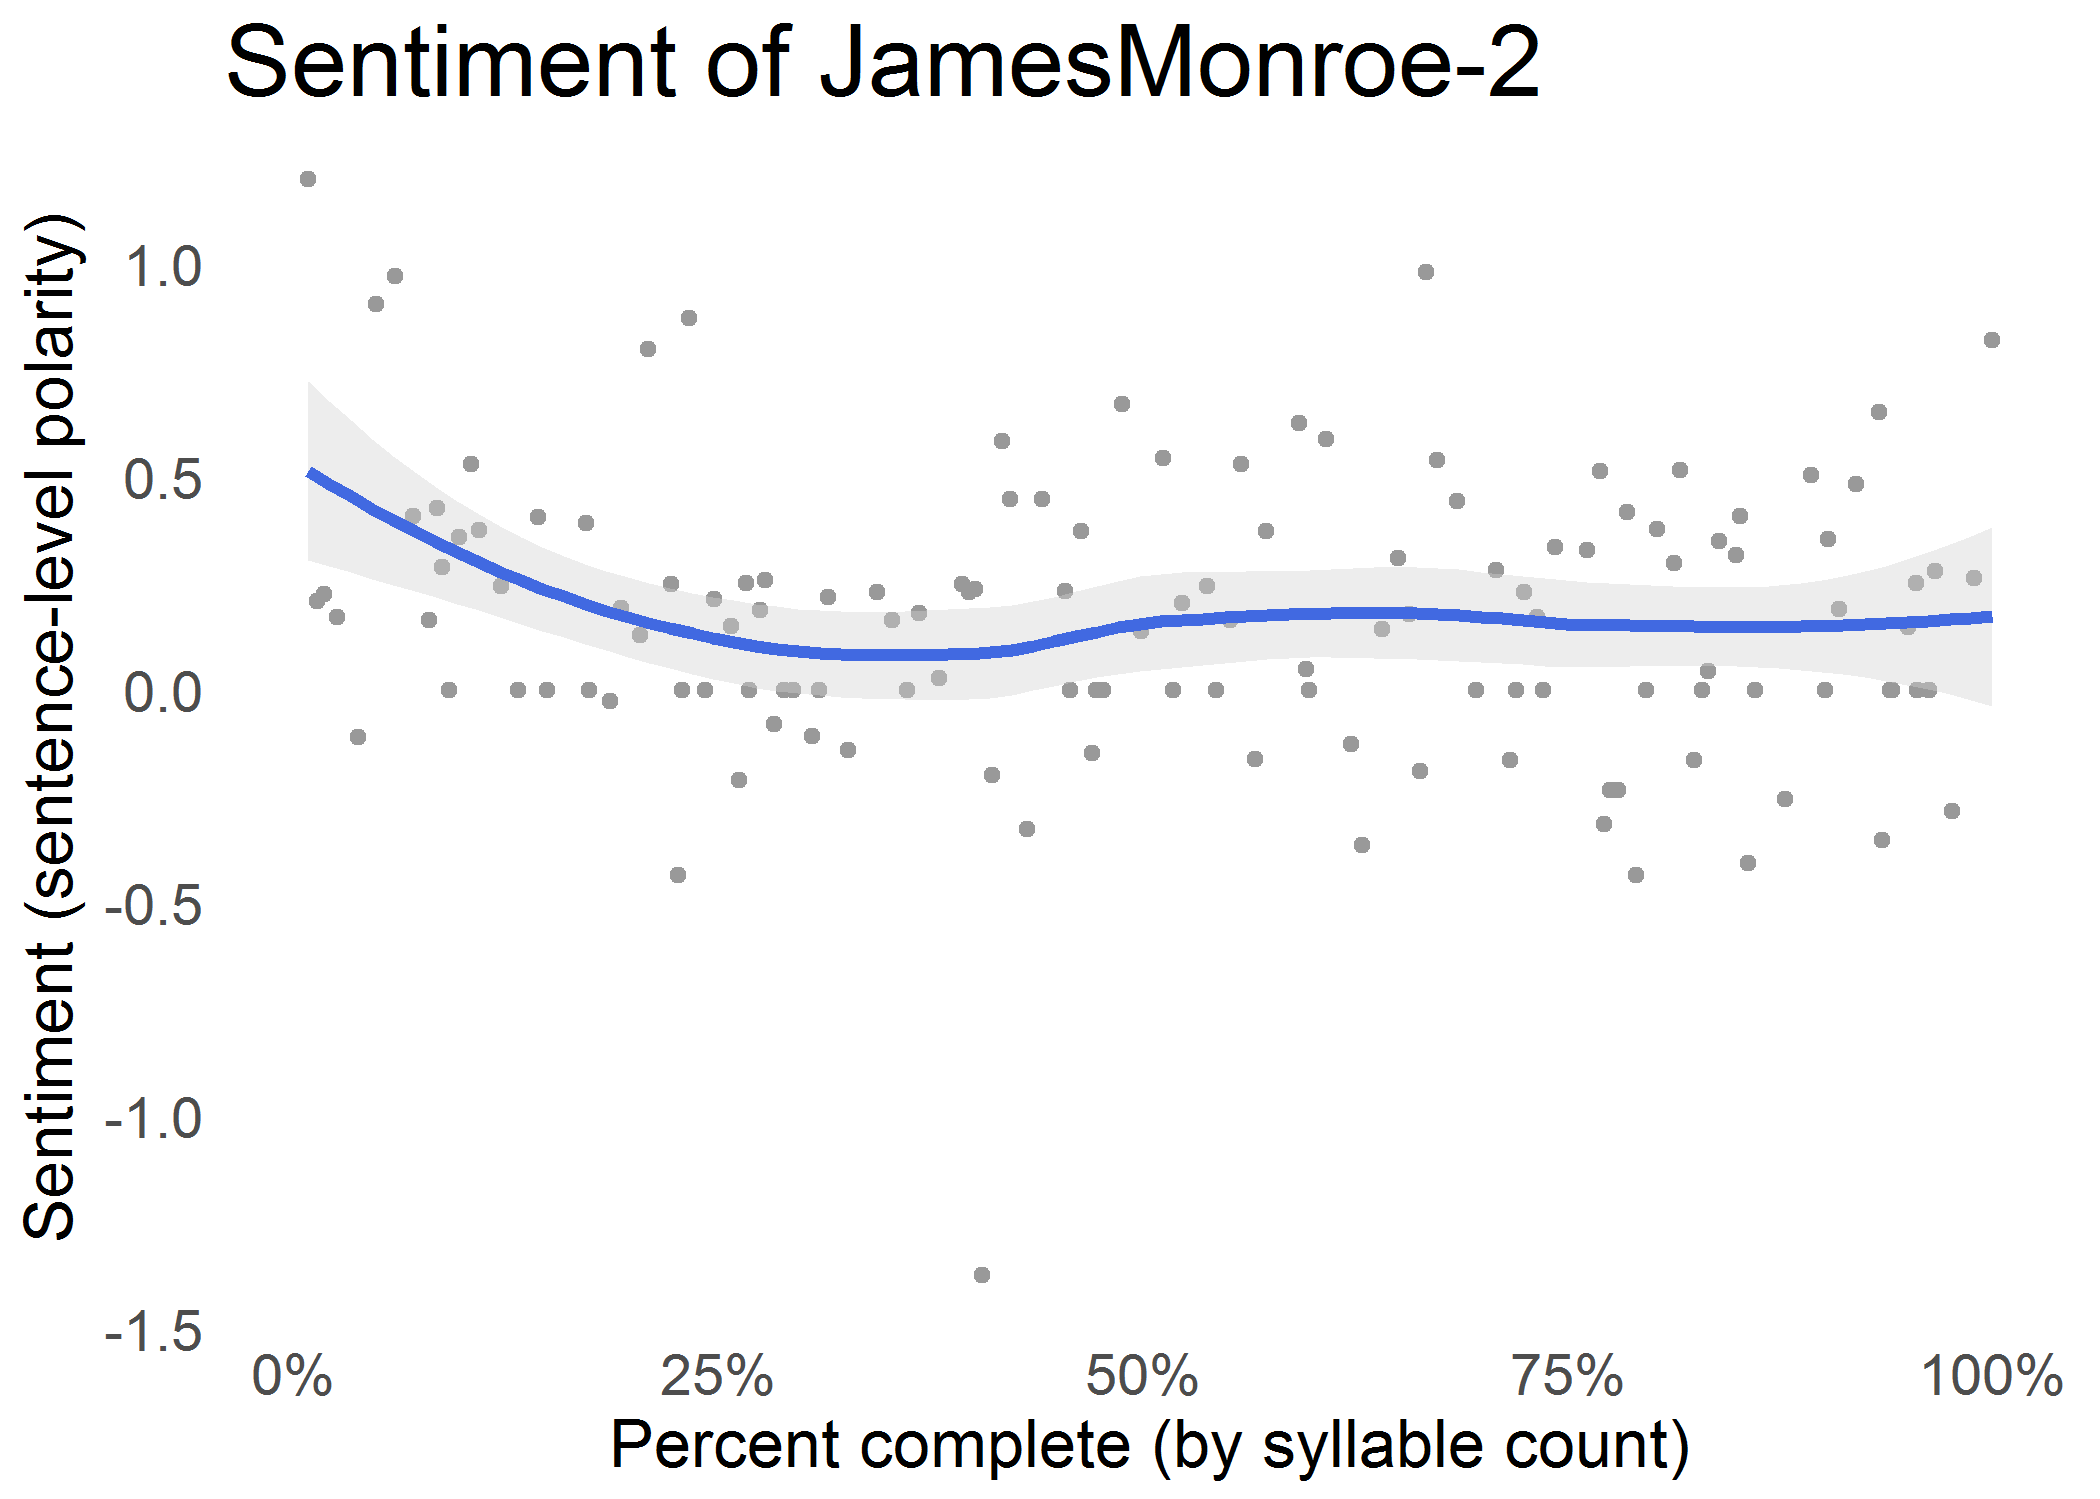 Sentiment of JamesMonroe-2
Sentiment (sentence-level polarity)
1.0
0.5
0.0
-0.5
-1.0
-1.5
0% 25% 50% 75% 100%
Percent complete (by syllable count)